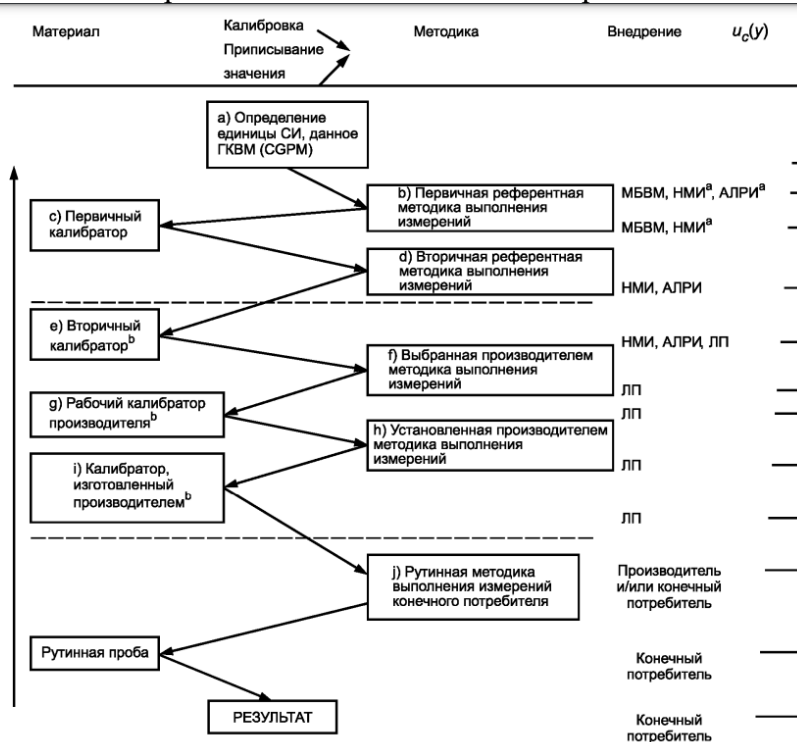 Материал
Калибровка
Приписывание
значения
Методика
Внедрение
u_c(y)
a) Определение
единицы СИ, данное
ГКВМ (CGPM)
b) Первичная референтная
методика выполнения
измерений
МБВМ, НМИᵃ, АЛРИᵃ
c) Первичный
калибратор
МБВМ, НМИᵃ
d) Вторичная референтная
методика выполнения
измерений
НМИ, АЛРИ
e) Вторичный
калибраторᵇ
НМИ, АЛРИ, ЛП
f) Выбранная производителем
методика выполнения
измерений
ЛП
g) Рабочий калибратор
производителяᵇ
ЛП
h) Установленная производителем
методика выполнения
измерений
ЛП
i) Калибратор,
изготовленный
производителемᵇ
ЛП
j) Рутинная методика
выполнения измерений
конечного потребителя
Производитель
и/или конечный
потребитель
Рутинная проба
Конечный
потребитель
РЕЗУЛЬТАТ
Конечный
потребитель